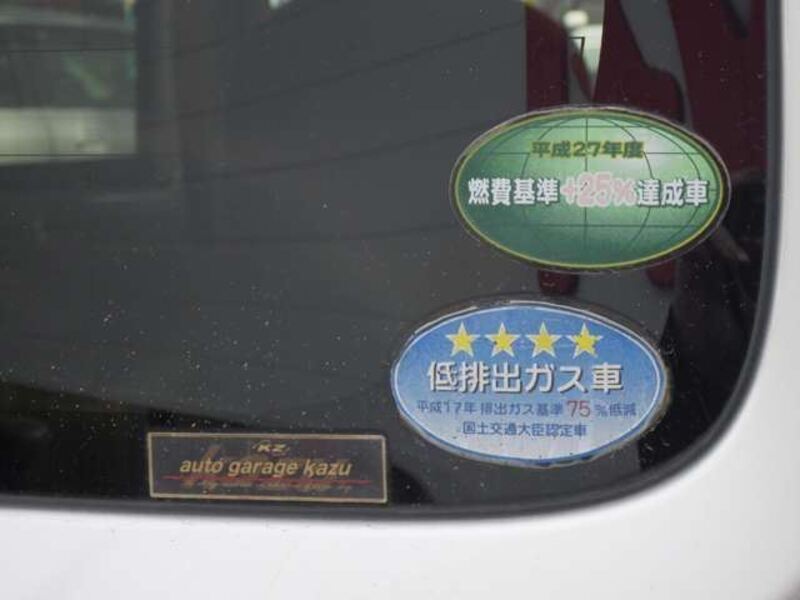 平成27年度
燃費基準+25%達成車
低排出ガス車
平成17年排出ガス基準75%低減
国土交通大臣認定車
KZ
auto garage kazu